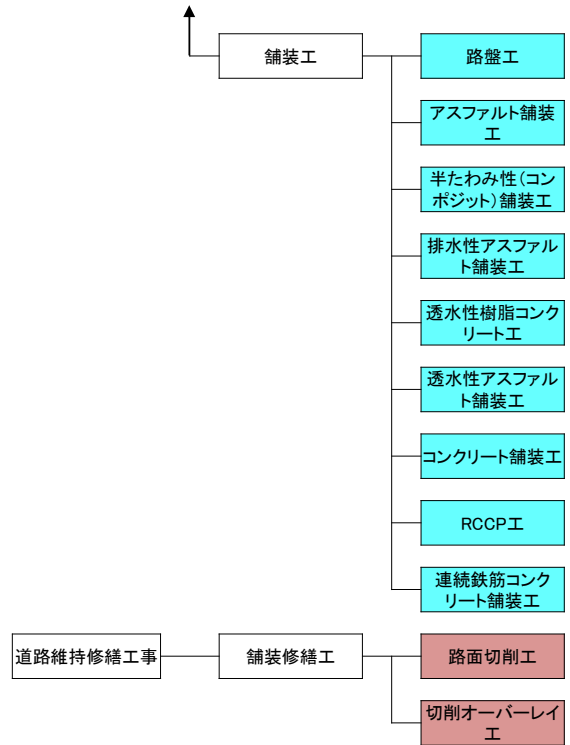 舗装工
路盤工
アスファルト舗装
工
半たわみ性(コン
ポジット)舗装工
排水性アスファル
ト舗装工
透水性樹脂コンク
リート工
透水性アスファル
ト舗装工
コンクリート舗装工
RCCP工
連続鉄筋コンク
リート舗装工
道路維持修繕工事
舗装修繕工
路面切削工
切削オーバーレイ
工